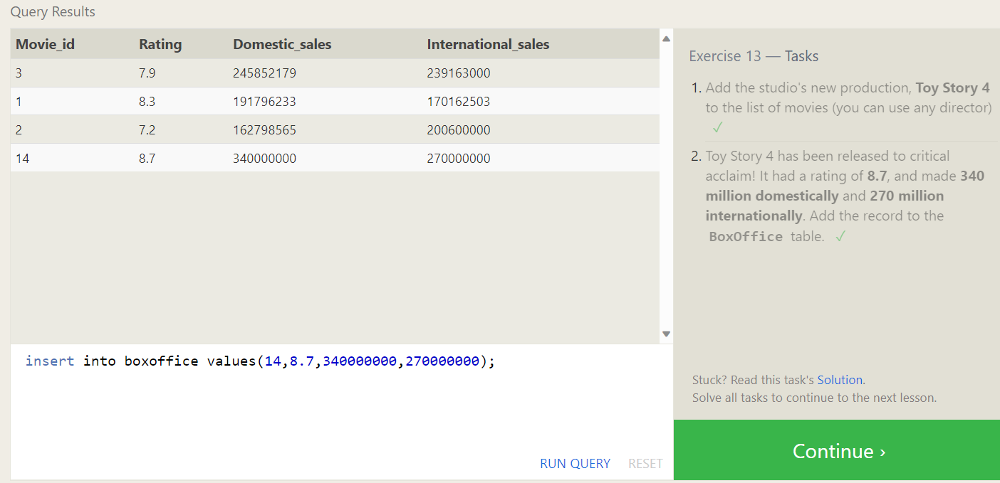 Query Results
Movie_id Rating Domestic_sales International_sales
3 7.9 245852179 239163000
1 8.3 191796233 170162503
2 7.2 162798565 200600000
14 8.7 340000000 270000000
insert into boxoffice values(14,8.7,340000000,270000000);
RUN QUERY RESET
Exercise 13 — Tasks
1. Add the studio's new production, Toy Story 4
to the list of movies (you can use any director)
✓
2. Toy Story 4 has been released to critical
acclaim! It had a rating of 8.7, and made 340
million domestically and 270 million
internationally. Add the record to the
BoxOffice table. ✓
Stuck? Read this task's Solution.
Solve all tasks to continue to the next lesson.
Continue ›